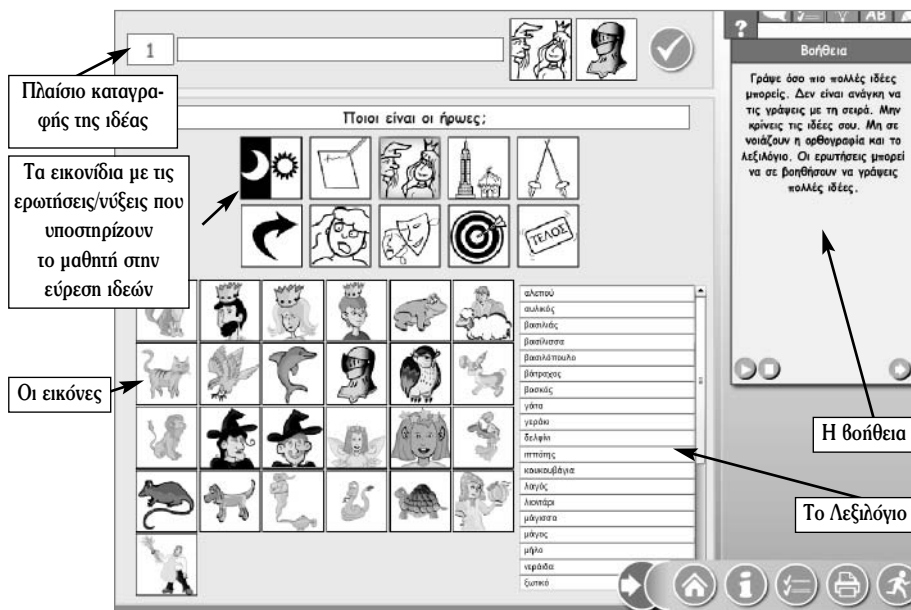 1
Πλαίσιο καταγρα-
φής της ιδέας
Ποιοι είναι οι ήρωες;
Τα εικονίδια με τις
ερωτήσεις/νύξεις που
υποστηρίζουν
το μαθητή στην
εύρεση ιδεών
ΤΕΛΟΣ
Οι εικόνες
αλεπού
αυλικός
βασιλιάς
βασίλισσα
βασιλόπουλο
βάτραχος
βοσκός
γάτα
γεράκι
δελφίνι
ιππότης
κουκουβάγια
λαγός
λιοντάρι
μάγισσα
μάγος
μήλο
νεράιδα
ξωτικό
?
ΑΒ
Βοήθεια
Γράψε όσο πιο πολλές ιδέες
μπορείς. Δεν είναι ανάγκη να
τις γράψεις με τη σειρά. Μην
κρίνεις τις ιδέες σου. Μη σε
νοιάζουν η ορθογραφία και το
λεξιλόγιο. Οι ερωτήσεις μπορεί
να σε βοηθήσουν να γράψεις
πολλές ιδέες.
Η βοήθεια
Το Λεξιλόγιο